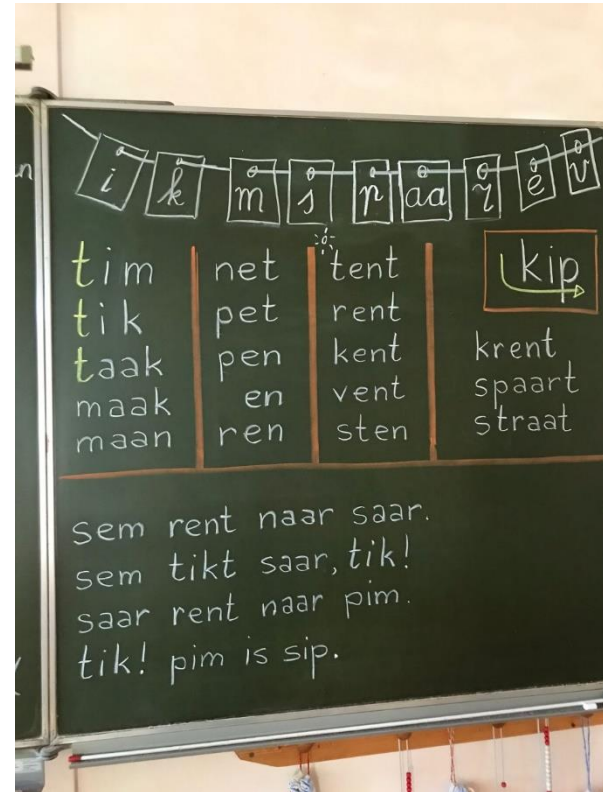 i k m s p aa r e v
tim net tent kip
tik pet rent
taak pen kent krent
maak en vent spaart
maan ren sten straat
sem rent naar saar.
sem tikt saar, tik!
saar rent naar pim.
tik! pim is sip.